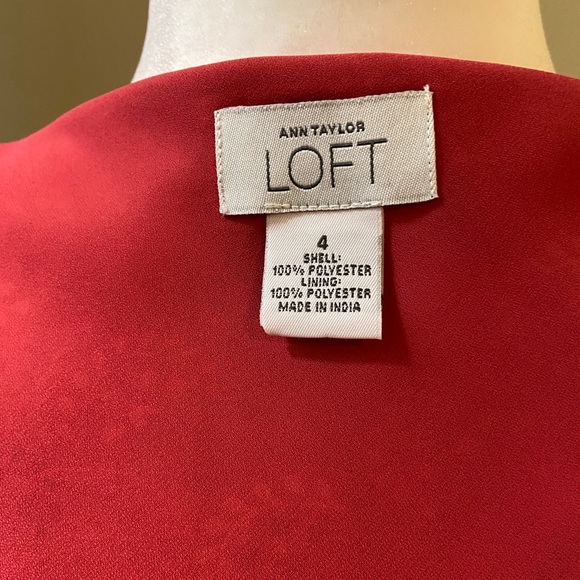 ANN TAYLOR
LOFT
4
SHELL:
100% POLYESTER
LINING:
100% POLYESTER
MADE IN INDIA